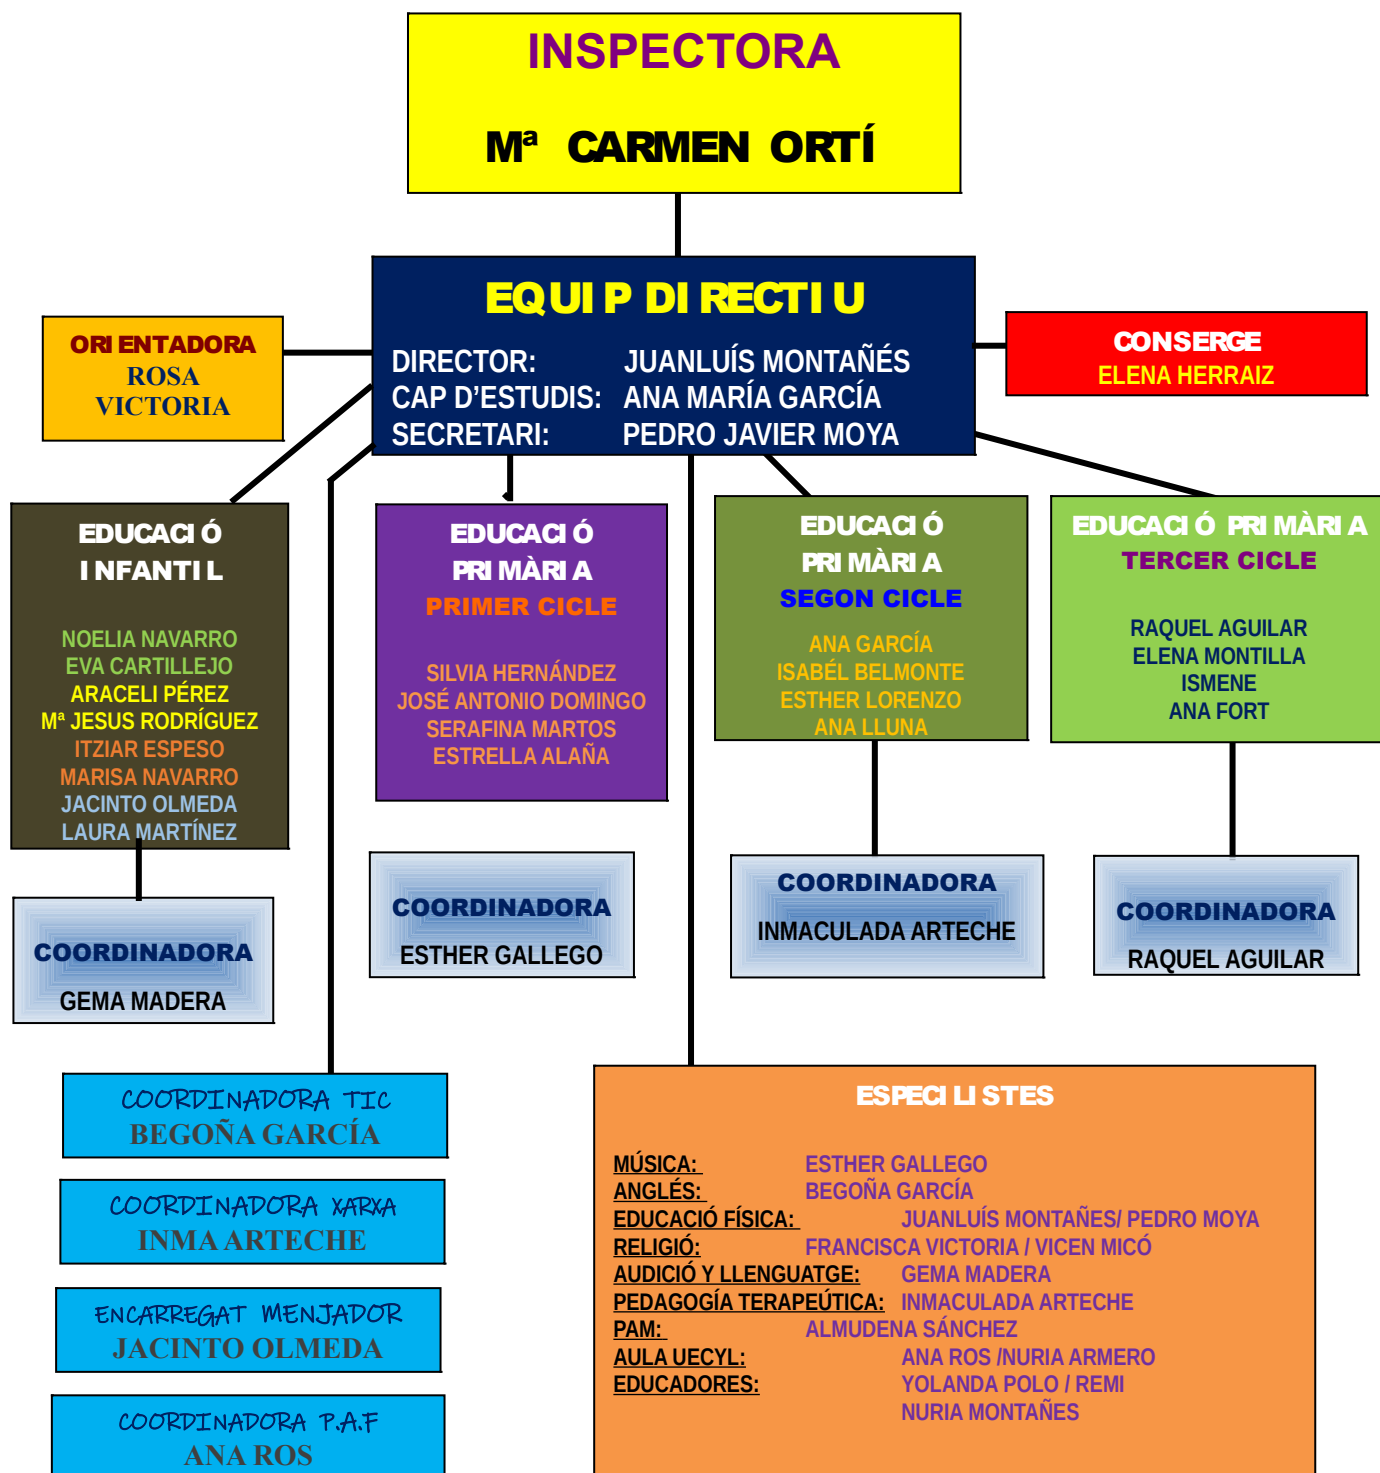 INSPECTORA
Mª CARMEN ORTÍ
EQUIP DIRECTIU
DIRECTOR: JUANLUÍS MONTAÑÉS
CAP D'ESTUDIS: ANA MARÍA GARCÍA
SECRETARI: PEDRO JAVIER MOYA
ORIENTADORA
ROSA
VICTORIA
CONSERGE
ELENA HERRAIZ
EDUCACIÓ
INFANTIL
NOELIA NAVARRO
EVA CARTILLEJO
ARACELI PÉREZ
Mª JESUS RODRÍGUEZ
ITZIAR ESPESO
MARISA NAVARRO
JACINTO OLMEDA
LAURA MARTÍNEZ
EDUCACIÓ
PRIMÀRIA
PRIMER CICLE
SILVIA HERNÁNDEZ
JOSÉ ANTONIO DOMINGO
SERAFINA MARTOS
ESTRELLA ALAÑA
EDUCACIÓ
PRIMÀRIA
SEGON CICLE
ANA GARCÍA
ISABÉL BELMONTE
ESTHER LORENZO
ANA LLUNA
EDUCACIÓ PRIMÀRIA
TERCER CICLE
RAQUEL AGUILAR
ELENA MONTILLA
ISMENE
ANA FORT
COORDINADORA
GEMA MADERA
COORDINADORA
ESTHER GALLEGO
COORDINADORA
INMACULADA ARTECHE
COORDINADORA
RAQUEL AGUILAR
COORDINADORA TIC
BEGOÑA GARCÍA
COORDINADORA XARXA
INMA ARTECHE
ENCARREGAT MENJADOR
JACINTO OLMEDA
COORDINADORA P.A.F
ANA ROS
ESPECILISTES
MÚSICA: ESTHER GALLEGO
ANGLÉS: BEGOÑA GARCÍA
EDUCACIÓ FÍSICA: JUANLUÍS MONTAÑES/ PEDRO MOYA
RELIGIÓ: FRANCISCA VICTORIA / VICEN MICÓ
AUDICIÓ Y LLENGUATGE: GEMA MADERA
PEDAGOGÍA TERAPEÚTICA: INMACULADA ARTECHE
PAM: ALMUDENA SÁNCHEZ
AULA UECYL: ANA ROS /NURIA ARMERO
EDUCADORES: YOLANDA POLO / REMI
NURIA MONTAÑES